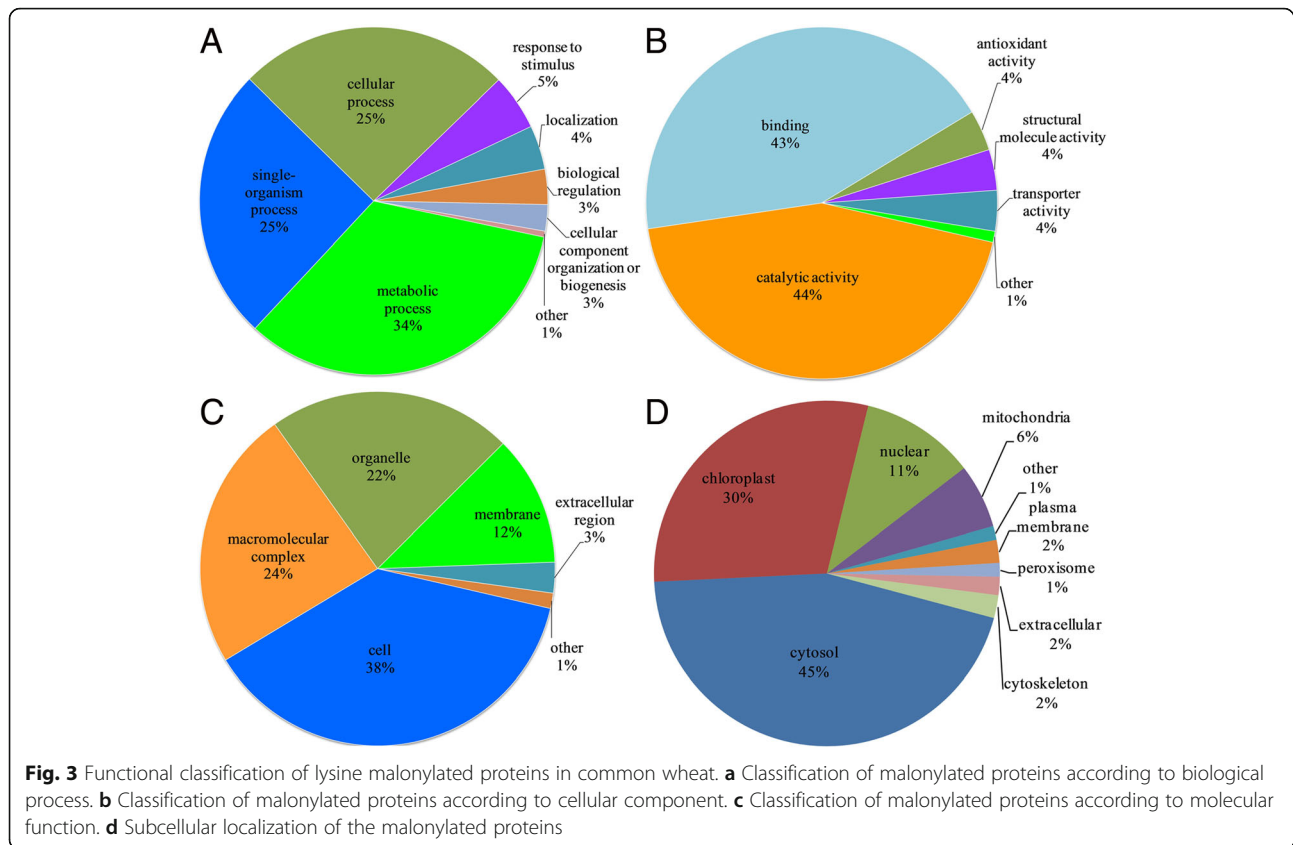 A
response to
stimulus
5%
cellular
process
25%
localization
4%
single-
organism
process
25%
biological
regulation
3%
cellular
component
organization or
biogenesis
3%
metabolic
process
34%
other
1%
B
antioxidant
activity
4%
binding
43%
structural
molecule activity
4%
transporter
activity
4%
catalytic activity
44%
other
1%
C
organelle
22%
membrane
12%
extracellular
region
3%
macromolecular
complex
24%
cell
38%
other
1%
D
mitochondria
6%
nuclear
11%
other
1%
chloroplast
30%
plasma
membrane
2%
peroxisome
1%
extracellular
2%
cytosol
45%
cytoskeleton
2%
Fig. 3 Functional classification of lysine malonylated proteins in common wheat. a Classification of malonylated proteins according to biological
process. b Classification of malonylated proteins according to cellular component. c Classification of malonylated proteins according to molecular
function. d Subcellular localization of the malonylated proteins